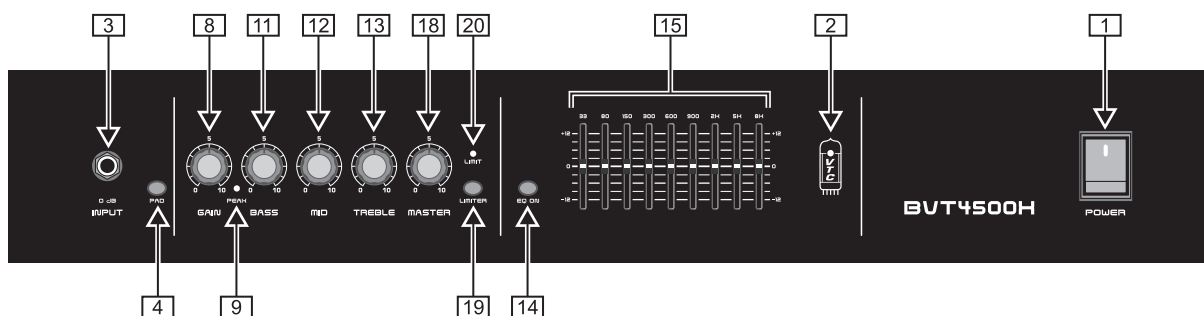 3 8 11 12 13 18 20 15 2 1
33 80 150 300 600 900 2K 5K 8K
5 5 5 5 5
+12 +12
LIMIT
0 0
VTC
0 10 0 10 0 10 0 10 0 10
0 dB PAD PEAK LIMITER EQ ON -12 -12
INPUT GAIN BASS MID TREBLE MASTER
BVT4500H POWER
4 9 19 14